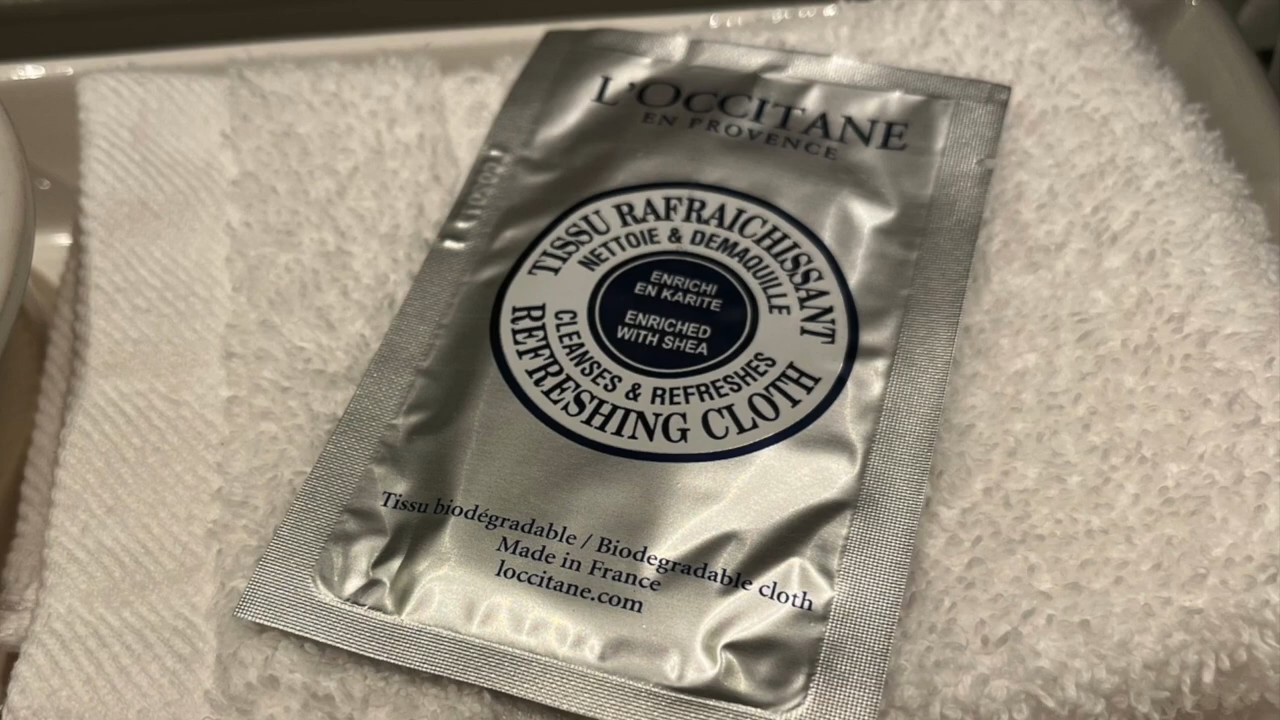 L'OCCITANE
EN PROVENCE
TISSU RAFRAICHISSANT
NETTOIE & DEMAQUILLE
ENRICHI
EN KARITE
ENRICHED
WITH SHEA
CLEANSES & REFRESHES
REFRESHING CLOTH
Tissu biodégradable / Biodegradable cloth
Made in France
loccitane.com